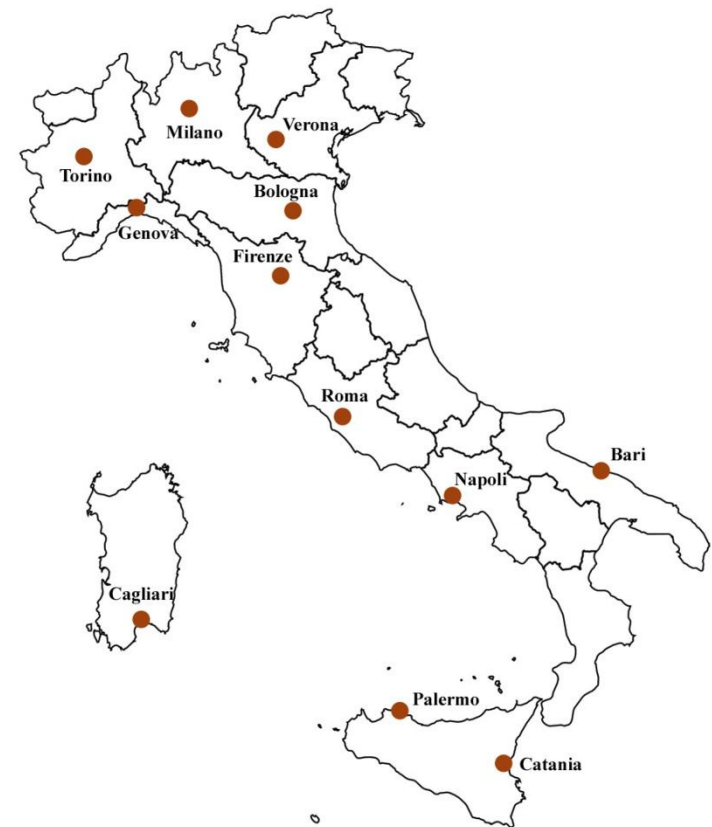 Verona
Milano
Torino
Bologna
Genova
Firenze
Roma
Bari
Napoli
Cagliari
Palermo
Catania